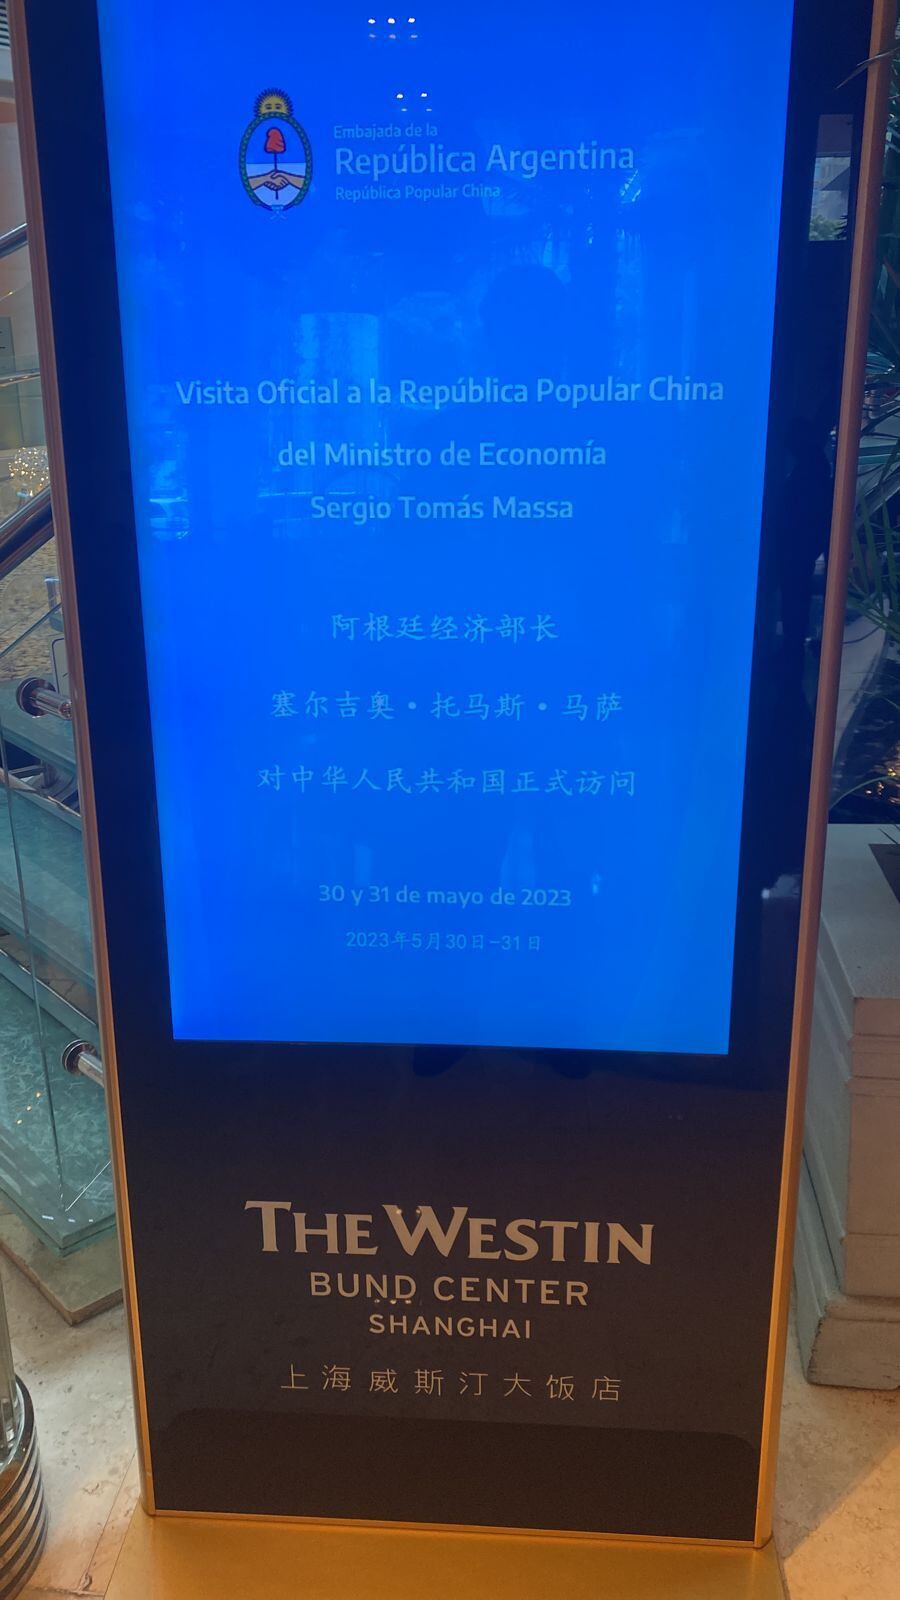 Embajada de la
República Argentina
República Popular China
Visita Oficial a la República Popular China
del Ministro de Economía
Sergio Tomás Massa
阿根廷经济部长
塞尔吉奥·托马斯·马萨
对中华人民共和国正式访问
30 y 31 de mayo de 2023
2023年5月30日-31日
THE WESTIN
BUND CENTER
SHANGHAI
上海威斯汀大饭店